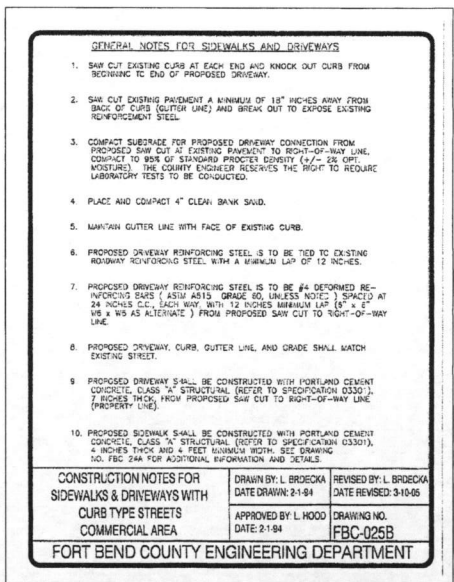 GENERAL NOTES FOR SIDEWALKS AND DRIVEWAYS
1. SAW CUT EXISTING CURB AT EACH END AND KNOCK OUT CURB FROM
BEGINNING TO END OF PROPOSED DRIVEWAY.
2. SAW CUT EXISTING PAVEMENT A MINIMUM OF 18" INCHES AWAY FROM
BACK OF CURB (GUTTER LINE) AND BREAK OUT TO EXPOSE EXISTING
REINFORCEMENT STEEL.
3. COMPACT SUBGRADE FOR PROPOSED DRIVEWAY CONNECTION FROM
PROPOSED SAW CUT AT EXISTING PAVEMENT TO RIGHT-OF-WAY LINE,
COMPACT TO 95% OF STANDARD PROCTER DENSITY (+/- 2% OPT.
MOISTURE). THE COUNTY ENGINEER RESERVES THE RIGHT TO REQUIRE
LABORATORY TESTS TO BE CONDUCTED.
4 PLACE AND COMPACT 4" CLEAN BANK SAND.
5. MAINTAIN GUTTER LINE WITH FACE OF EXISTING CURB.
6. PROPOSED DRIVEWAY REINFORCING STEEL IS TO BE TIED TO EXISTING
ROADWAY REINFORCING STEEL WITH A MINIMUM LAP OF 12 INCHES.
7. PROPOSED DRIVEWAY REINFORCING STEEL IS TO BE #4 DEFORMED RE-
INFORCING BARS ( ASTM A615 GRADE 60, UNLESS NOTED ) SPACED AT
24 INCHES C.C., EACH WAY, WITH 12 INCHES MINIMUM LAP (6" x 6"
W6 x W6 AS ALTERNATE ) FROM PROPOSED SAW CUT TO RIGHT-OF-WAY
LINE.
8. PROPOSED DRIVEWAY, CURB, GUTTER LINE, AND GRADE SHALL MATCH
EXISTING STREET.
9 PROPOSED DRIVEWAY SHALL BE CONSTRUCTED WITH PORTLAND CEMENT
CONCRETE, CLASS "A" STRUCTURAL (REFER TO SPECIFICATION 03301),
7 INCHES THICK, FROM PROPOSED SAW CUT TO RIGHT-OF-WAY LINE
(PROPERTY LINE).
10. PROPOSED SIDEWALK SHALL BE CONSTRUCTED WITH PORTLAND CEMENT
CONCRETE, CLASS "A" STRUCTURAL (REFER TO SPECIFICATION 03301),
4 INCHES THICK AND 4 FEET MINIMUM WIDTH. SEE DRAWING
NO. FBC 24A FOR ADDITIONAL INFORMATION AND DETAILS.
CONSTRUCTION NOTES FOR
SIDEWALKS & DRIVEWAYS WITH
CURB TYPE STREETS
COMMERCIAL AREA
DRAWN BY: L. BRDECKA
DATE DRAWN: 2-1-94
REVISED BY: L. BRDECKA
DATE REVISED: 3-10-05
APPROVED BY: L. HOOD
DATE: 2-1-94
DRAWING NO.
FBC-025B
FORT BEND COUNTY ENGINEERING DEPARTMENT